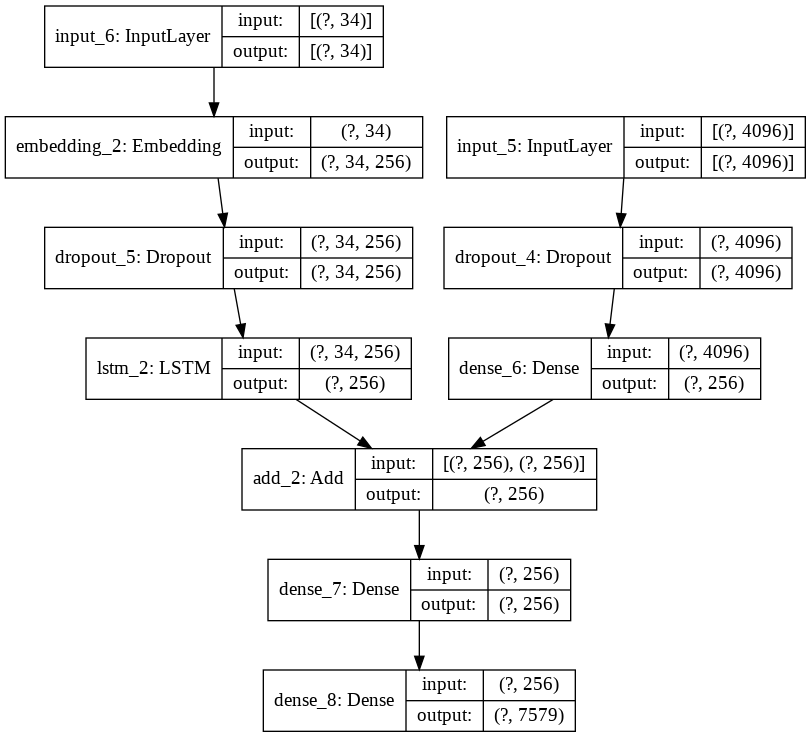 input_6: InputLayer
input: [(?, 34)]
output: [(?, 34)]
embedding_2: Embedding
input: (?, 34)
output: (?, 34, 256)
input_5: InputLayer
input: [(?, 4096)]
output: [(?, 4096)]
dropout_5: Dropout
input: (?, 34, 256)
output: (?, 34, 256)
dropout_4: Dropout
input: (?, 4096)
output: (?, 4096)
lstm_2: LSTM
input: (?, 34, 256)
output: (?, 256)
dense_6: Dense
input: (?, 4096)
output: (?, 256)
add_2: Add
input: [(?, 256), (?, 256)]
output: (?, 256)
dense_7: Dense
input: (?, 256)
output: (?, 256)
dense_8: Dense
input: (?, 256)
output: (?, 7579)